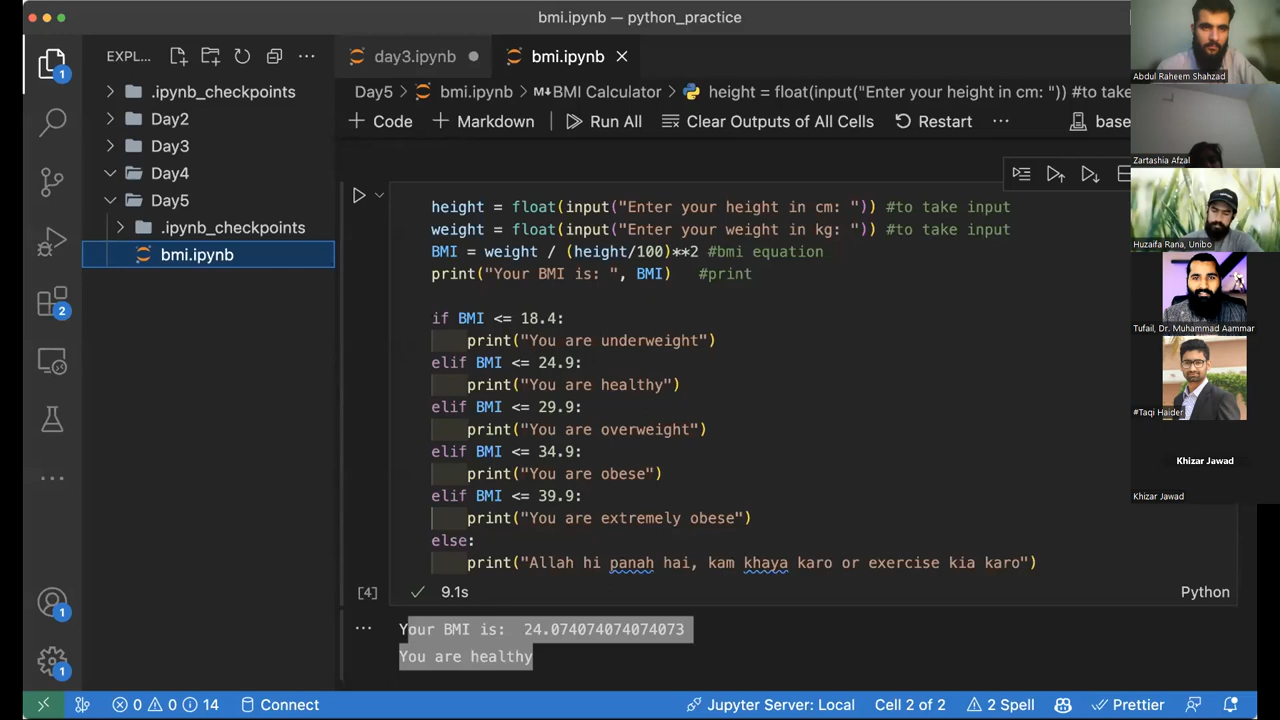 bmi.ipynb — python_practice
EXPL...
day3.ipynb
bmi.ipynb
.ipynb_checkpoints
Day2
Day3
Day4
Day5
.ipynb_checkpoints
bmi.ipynb
Day5 > bmi.ipynb > M↓BMI Calculator > height = float(input("Enter your height in cm: ")) #to take
+ Code + Markdown Run All Clear Outputs of All Cells Restart ... base
height = float(input("Enter your height in cm: ")) #to take input
weight = float(input("Enter your weight in kg: ")) #to take input
BMI = weight / (height/100)**2 #bmi equation
print("Your BMI is: ", BMI)   #print
if BMI <= 18.4:
    print("You are underweight")
elif BMI <= 24.9:
    print("You are healthy")
elif BMI <= 29.9:
    print("You are overweight")
elif BMI <= 34.9:
    print("You are obese")
elif BMI <= 39.9:
    print("You are extremely obese")
else:
    print("Allah hi panah hai, kam khaya karo or exercise kia karo")
[4] 9.1s Python
... Your BMI is:  24.074074074074073
You are healthy
1
2
1
1
0 0 14 Connect Jupyter Server: Local Cell 2 of 2 2 Spell Prettier
Abdul Raheem Shahzad
Zartashia Afzal
Huzaifa Rana, Unibo
Tufail, Dr. Muhammad Aammar
#Taqi Haider
Khizar Jawad
Khizar Jawad